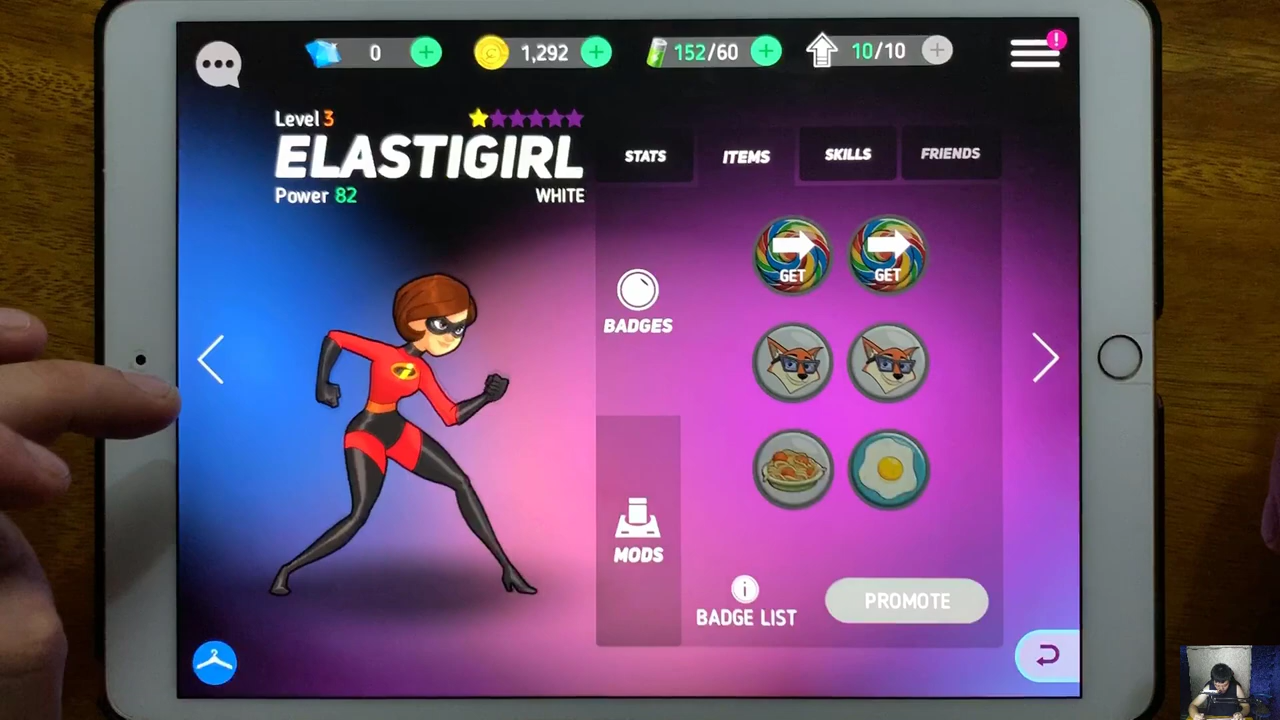 0
1,292
152/60
10/10
!
Level 3
ELASTIGIRL
Power 82
WHITE
STATS
ITEMS
SKILLS
FRIENDS
GET
GET
BADGES
MODS
i
BADGE LIST
PROMOTE